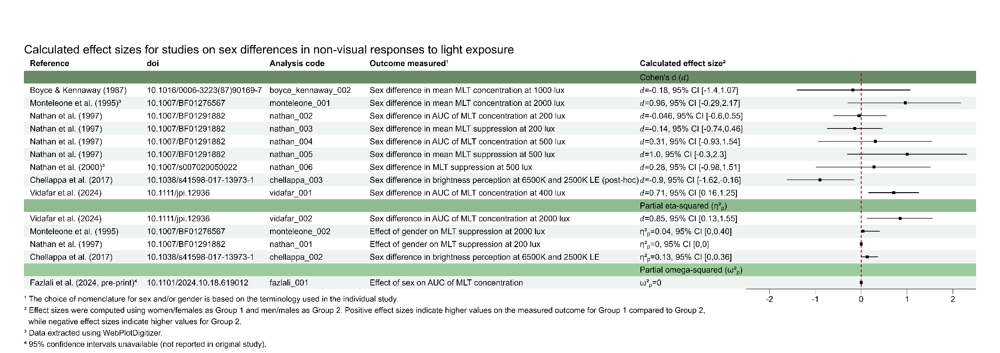 Calculated effect sizes for studies on sex differences in non-visual responses to light exposure
Reference doi Analysis code Outcome measured¹ Calculated effect size²
Cohen's d (d)
Boyce & Kennaway (1987) 10.1016/0006-3223(87)90169-7 boyce_kennaway_002 Sex difference in mean MLT concentration at 1000 lux d=-0.18, 95% CI [-1.4,1.07]
Monteleone et al. (1995)³ 10.1007/BF01276567 monteleone_001 Sex difference in mean MLT concentration at 2000 lux d=0.96, 95% CI [-0.29,2.17]
Nathan et al. (1997) 10.1007/BF01291882 nathan_002 Sex difference in AUC of MLT concentration at 200 lux d=-0.046, 95% CI [-0.6,0.55]
Nathan et al. (1997) 10.1007/BF01291882 nathan_003 Sex difference in mean MLT suppression at 200 lux d=-0.14, 95% CI [-0.74,0.46]
Nathan et al. (1997) 10.1007/BF01291882 nathan_004 Sex difference in AUC of MLT concentration at 500 lux d=0.31, 95% CI [-0.93,1.54]
Nathan et al. (1997) 10.1007/BF01291882 nathan_005 Sex difference in mean MLT suppression at 500 lux d=1.0, 95% CI [-0.3,2.3]
Nathan et al. (2000)³ 10.1007/s007020050022 nathan_006 Sex difference in MLT suppression at 500 lux d=0.28, 95% CI [-0.98,1.51]
Chellappa et al. (2017) 10.1038/s41598-017-13973-1 chellappa_003 Sex difference in brightness perception at 6500K and 2500K LE (post-hoc) d=-0.9, 95% CI [-1.62,-0.16]
Vidafar et al. (2024) 10.1111/jpi.12936 vidafar_001 Sex difference in AUC of MLT concentration at 400 lux d=0.71, 95% CI [0.16,1.25]
Partial eta-squared (η²ₚ)
Vidafar et al. (2024) 10.1111/jpi.12936 vidafar_002 Sex difference in AUC of MLT concentration at 2000 lux d=0.85, 95% CI [0.13,1.55]
Monteleone et al. (1995) 10.1007/BF01276567 monteleone_002 Effect of gender on MLT suppression at 2000 lux η²ₚ=0.04, 95% CI [0,0.40]
Nathan et al. (1997) 10.1007/BF01291882 nathan_001 Effect of gender on MLT suppression at 200 lux η²ₚ=0, 95% CI [0,0]
Chellappa et al. (2017) 10.1038/s41598-017-13973-1 chellappa_002 Sex difference in brightness perception at 6500K and 2500K LE η²ₚ=0.13, 95% CI [0,0.36]
Partial omega-squared (ω²ₚ)
Fazlali et al. (2024, pre-print)⁴ 10.1101/2024.10.18.619012 fazlali_001 Effect of sex on AUC of MLT concentration ω²ₚ=0
-2 -1 0 1 2
¹ The choice of nomenclature for sex and/or gender is based on the terminology used in the individual study.
² Effect sizes were computed using women/females as Group 1 and men/males as Group 2. Positive effect sizes indicate higher values on the measured outcome for Group 1 compared to Group 2,
while negative effect sizes indicate higher values for Group 2.
³ Data extracted using WebPlotDigitizer.
⁴ 95% confidence intervals unavailable (not reported in original study).